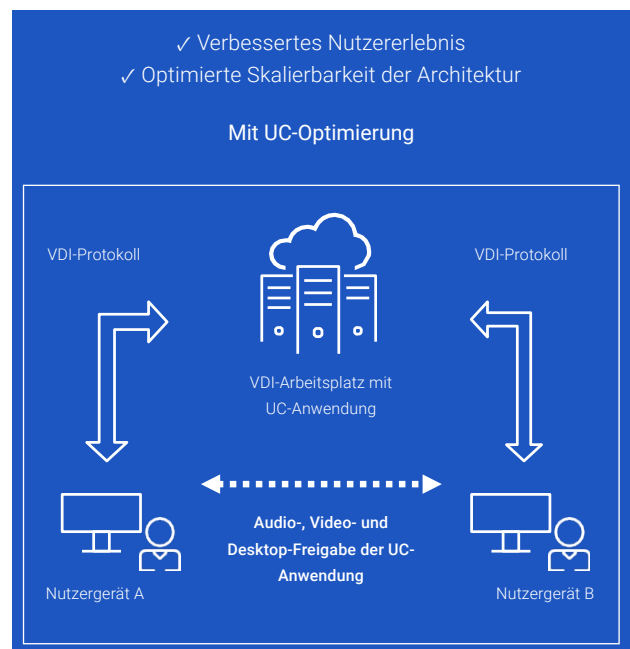 ✓ Verbessertes Nutzererlebnis
✓ Optimierte Skalierbarkeit der Architektur
Mit UC-Optimierung
VDI-Protokoll
VDI-Protokoll
VDI-Arbeitsplatz mit
UC-Anwendung
Audio-, Video- und
Desktop-Freigabe der UC-
Anwendung
Nutzergerät A
Nutzergerät B